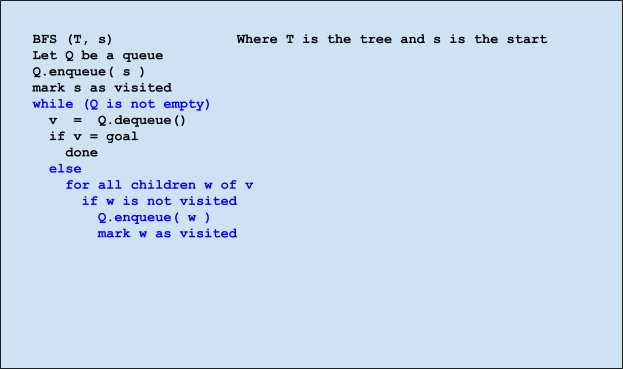 BFS (T, s) Where T is the tree and s is the start
Let Q be a queue
Q.enqueue( s )
mark s as visited
while (Q is not empty)
v = Q.dequeue()
if v = goal
done
else
for all children w of v
if w is not visited
Q.enqueue( w )
mark w as visited